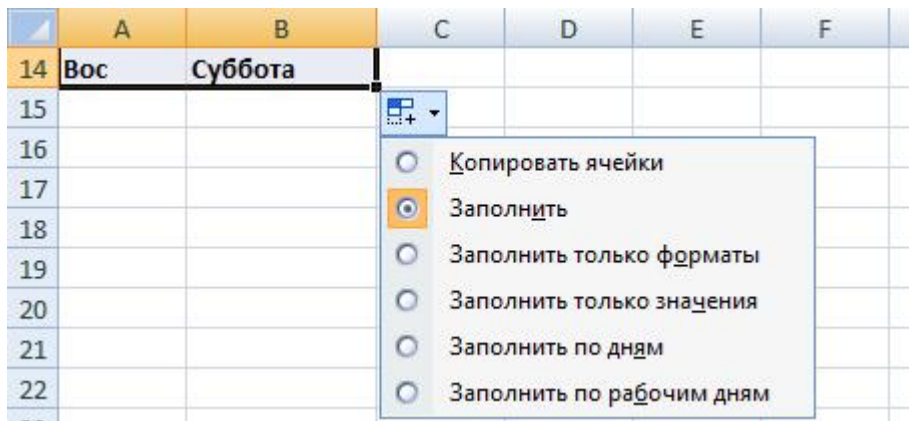 A B C D E F
14 Вос Суббота
15
16 Копировать ячейки
17 Заполнить
18 Заполнить только форматы
19
20 Заполнить только значения
21 Заполнить по дням
22 Заполнить по рабочим дням